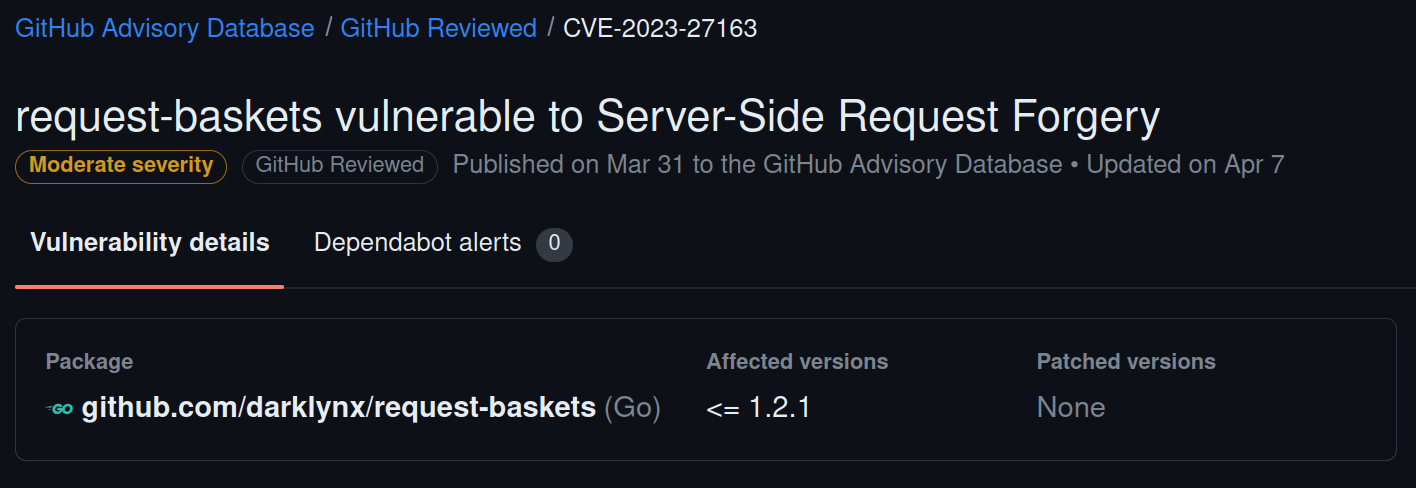 GitHub Advisory Database / GitHub Reviewed / CVE-2023-27163
request-baskets vulnerable to Server-Side Request Forgery
Moderate severity GitHub Reviewed Published on Mar 31 to the GitHub Advisory Database • Updated on Apr 7
Vulnerability details Dependabot alerts 0
Package Affected versions Patched versions
GO github.com/darklynx/request-baskets (Go) <= 1.2.1 None